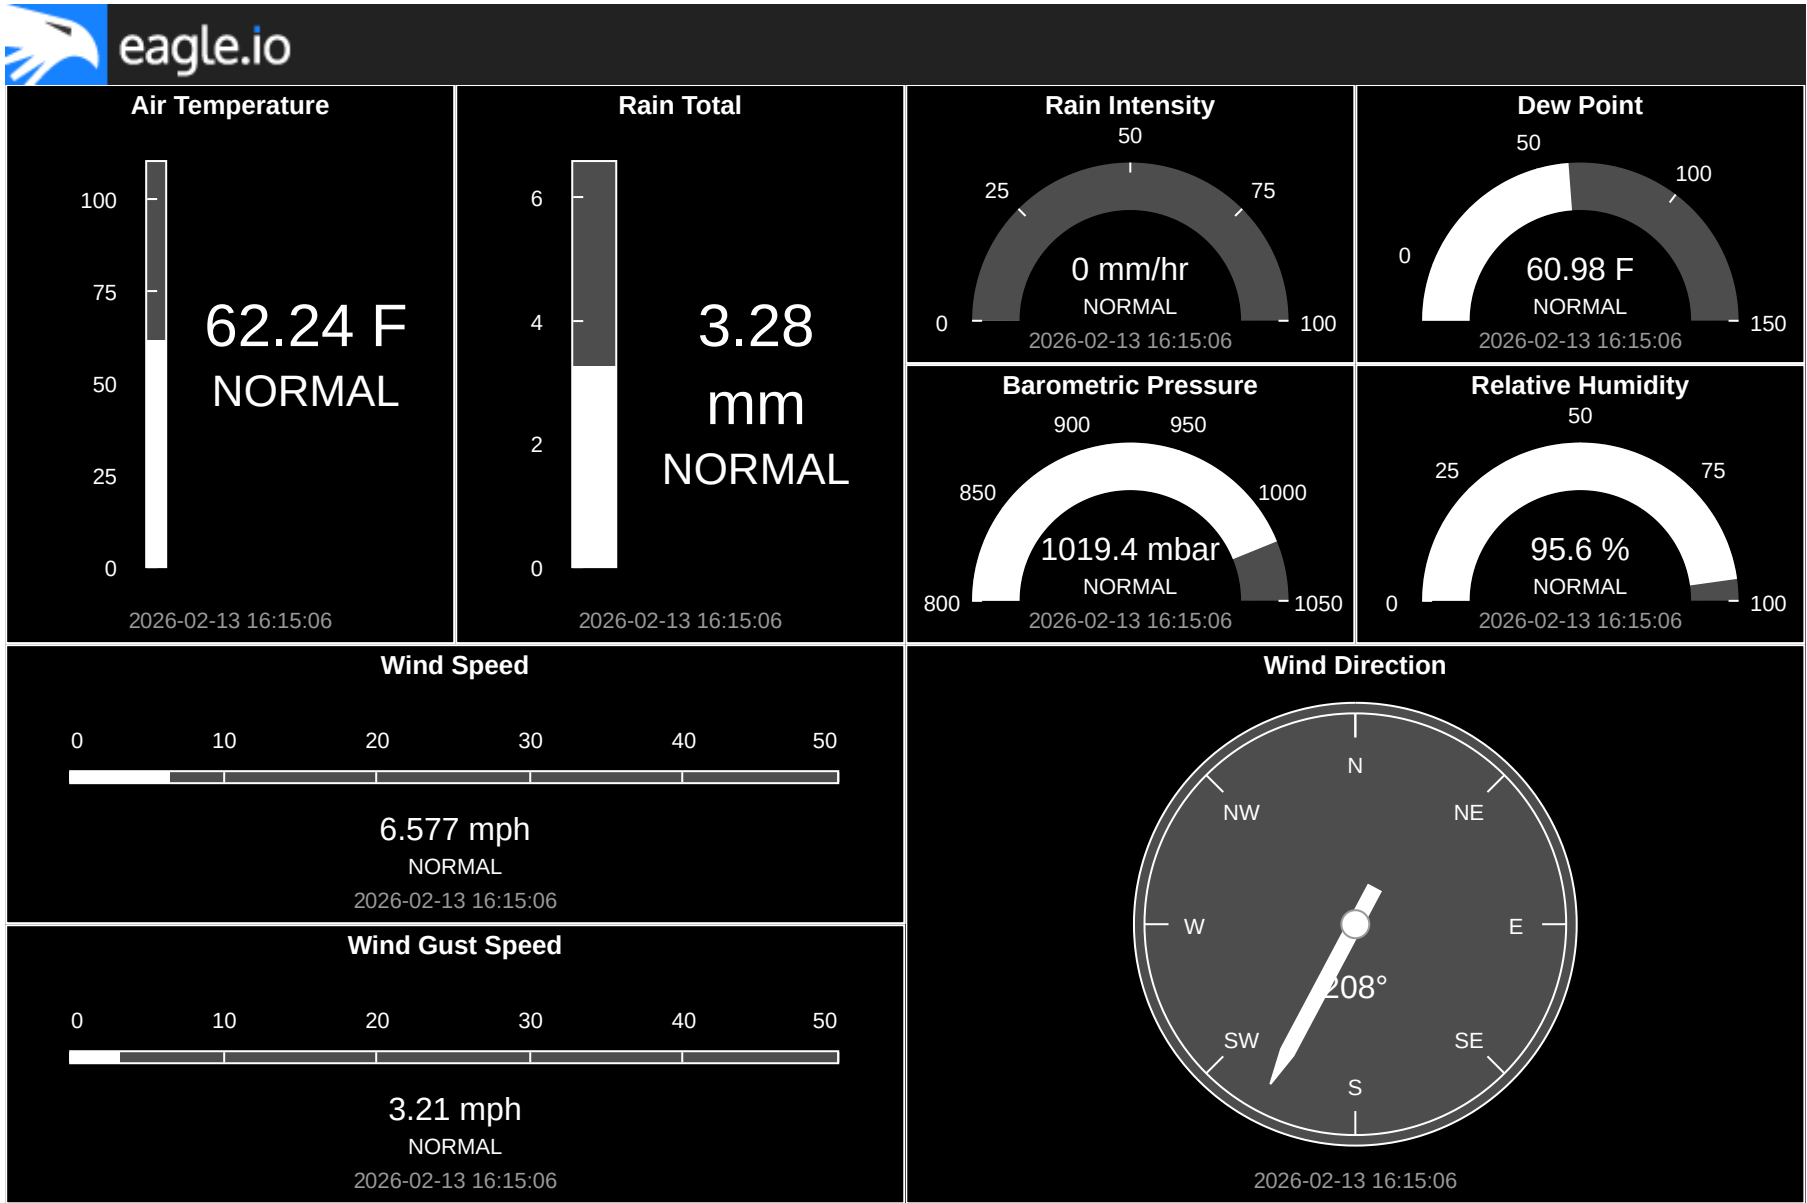 eagle.io
Air Temperature
100
75
50
25
0
62.24 F
NORMAL
2026-02-13 16:15:06
Rain Total
6
4
2
0
3.28
mm
NORMAL
2026-02-13 16:15:06
Rain Intensity
0
25
50
75
100
0 mm/hr
NORMAL
2026-02-13 16:15:06
Dew Point
0
50
100
150
60.98 F
NORMAL
2026-02-13 16:15:06
Barometric Pressure
800
850
900
950
1000
1050
1019.4 mbar
NORMAL
2026-02-13 16:15:06
Relative Humidity
0
25
50
75
100
95.6 %
NORMAL
2026-02-13 16:15:06
Wind Speed
0 10 20 30 40 50
6.577 mph
NORMAL
2026-02-13 16:15:06
Wind Gust Speed
0 10 20 30 40 50
3.21 mph
NORMAL
2026-02-13 16:15:06
Wind Direction
N
NW NE
W E
208°
SW SE
S
2026-02-13 16:15:06